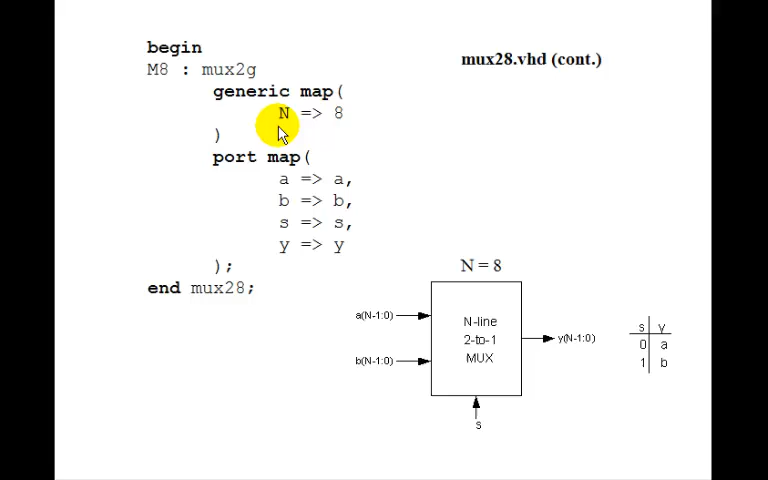 begin
M8 : mux2g
generic map(
N => 8
)
port map(
a => a,
b => b,
s => s,
y => y
);
end mux28;
mux28.vhd (cont.)
N = 8
a(N-1:0)
b(N-1:0)
N-line
2-to-1
MUX
y(N-1:0)
s
s y
0 a
1 b